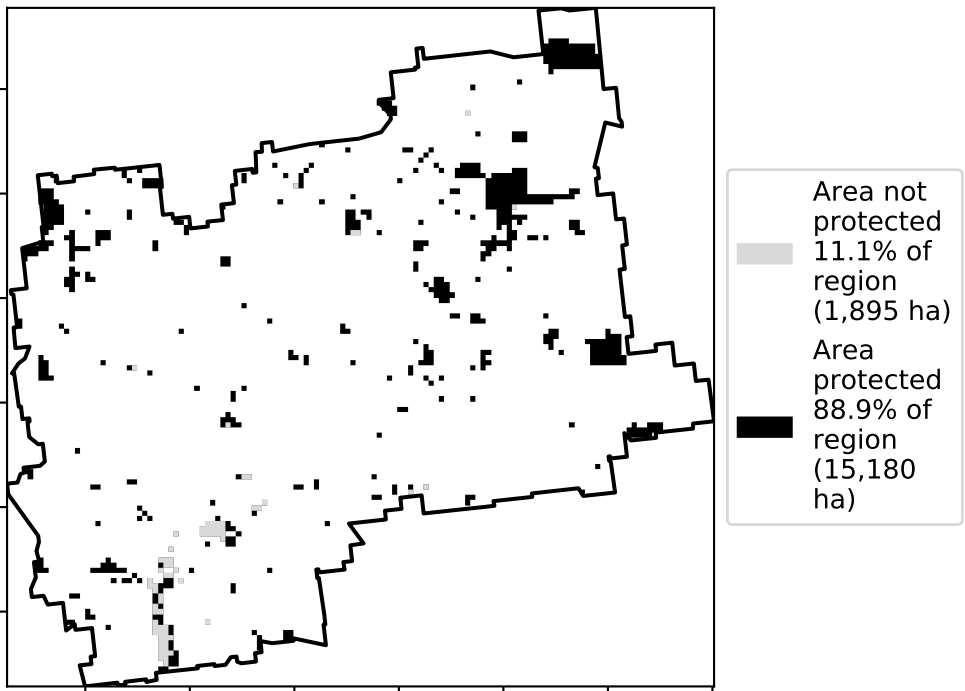 Area not
protected
11.1% of
region
(1,895 ha)
Area
protected
88.9% of
region
(15,180
ha)